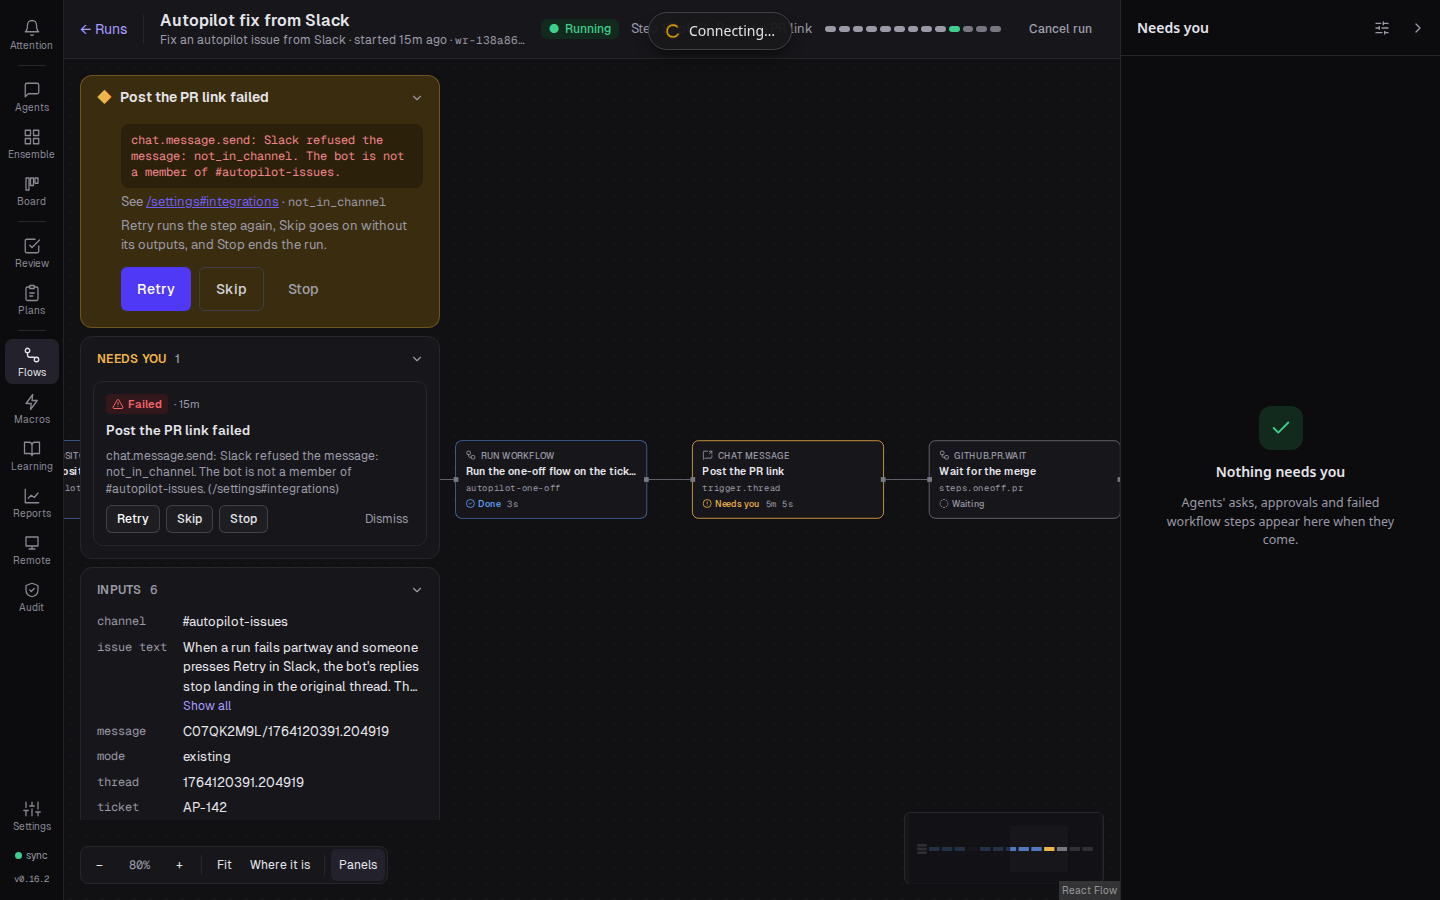 Attention
Agents
Ensemble
Board
Review
Plans
Flows
Macros
Learning
Reports
Remote
Audit
Settings
sync
v0.16.2
← Runs
Autopilot fix from Slack
Fix an autopilot issue from Slack · started 15m ago · wr-138a86…
Running
Connecting...
link
Cancel run
Post the PR link failed
chat.message.send: Slack refused the
message: not_in_channel. The bot is not
a member of #autopilot-issues.
See /settings#integrations · not_in_channel
Retry runs the step again, Skip goes on without
its outputs, and Stop ends the run.
Retry
Skip
Stop
NEEDS YOU 1
Failed · 15m
Post the PR link failed
chat.message.send: Slack refused the message:
not_in_channel. The bot is not a member of
#autopilot-issues. (/settings#integrations)
Retry
Skip
Stop
Dismiss
INPUTS 6
channel #autopilot-issues
issue text When a run fails partway and someone
presses Retry in Slack, the bot's replies
stop landing in the original thread. Th…
Show all
message C07QK2M9L/1764120391.204919
mode existing
thread 1764120391.204919
ticket AP-142
RUN WORKFLOW
Run the one-off flow on the tick…
autopilot-one-off
Done 3s
CHAT MESSAGE
Post the PR link
trigger.thread
Needs you 5m 5s
GITHUB.PR.WAIT
Wait for the merge
steps.oneoff.pr
Waiting
− 80% + Fit Where it is Panels
React Flow
Needs you
Nothing needs you
Agents' asks, approvals and failed
workflow steps appear here when they
come.